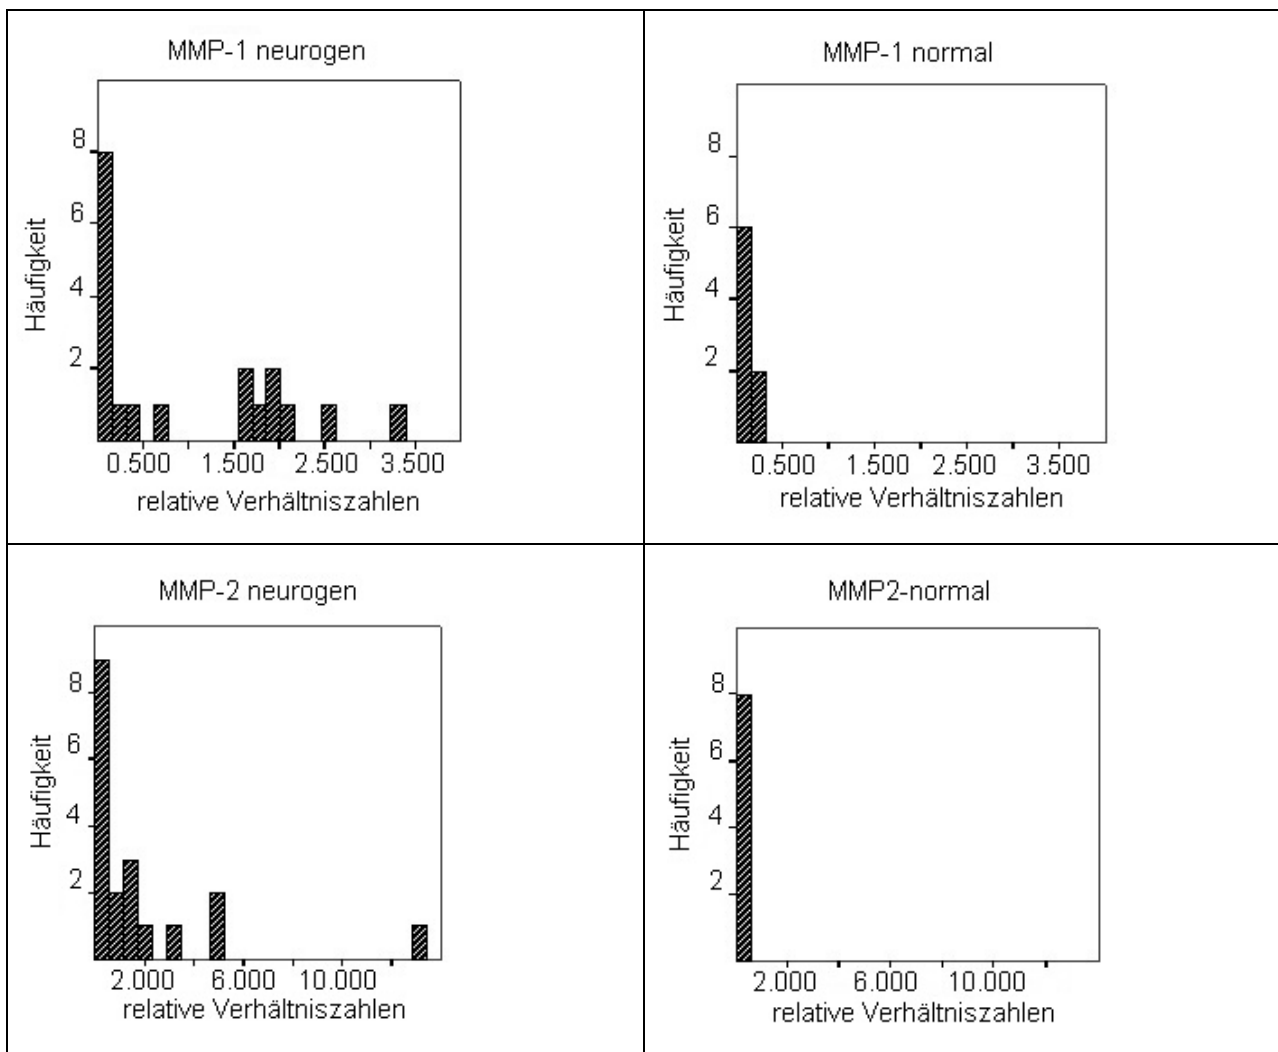 MMP-1 neurogen
8
6
4
2
Häufigkeit
0.500 1.500 2.500 3.500
relative Verhältniszahlen
MMP-1 normal
8
6
4
2
Häufigkeit
0.500 1.500 2.500 3.500
relative Verhältniszahlen
MMP-2 neurogen
8
6
4
2
Häufigkeit
2.000 6.000 10.000
relative Verhältniszahlen
MMP2-normal
8
6
4
2
Häufigkeit
2.000 6.000 10.000
relative Verhältniszahlen